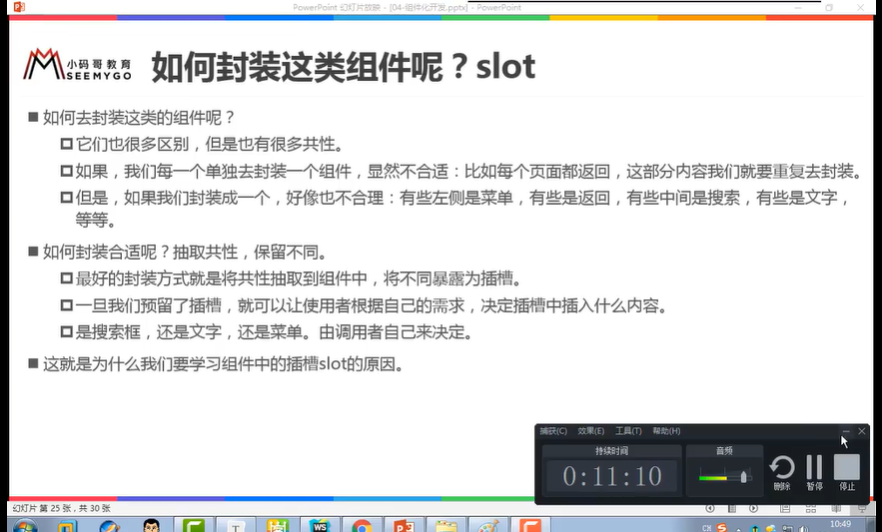 PowerPoint 幻灯片放映 - [04-组件化开发.pptx] - PowerPoint
小码哥教育
SEEMYGO
如何封装这类组件呢？slot
如何去封装这类的组件呢？
它们也很多区别，但是也有很多共性。
如果，我们每一个单独去封装一个组件，显然不合适：比如每个页面都返回，这部分内容我们就要重复去封装。
但是，如果我们封装成一个，好像也不合理：有些左侧是菜单，有些是返回，有些中间是搜索，有些是文字，
等等。
如何封装合适呢？抽取共性，保留不同。
最好的封装方式就是将共性抽取到组件中，将不同暴露为插槽。
一旦我们预留了插槽，就可以让使用者根据自己的需求，决定插槽中插入什么内容。
是搜索框，还是文字，还是菜单。由调用者自己来决定。
这就是为什么我们要学习组件中的插槽slot的原因。
捕获(C) 效果(E) 工具(T) 帮助(H)
持续时间 音频
0:11:10
删除 暂停 停止
幻灯片 第 25 张，共 30 张
T WS P CH S 10:49